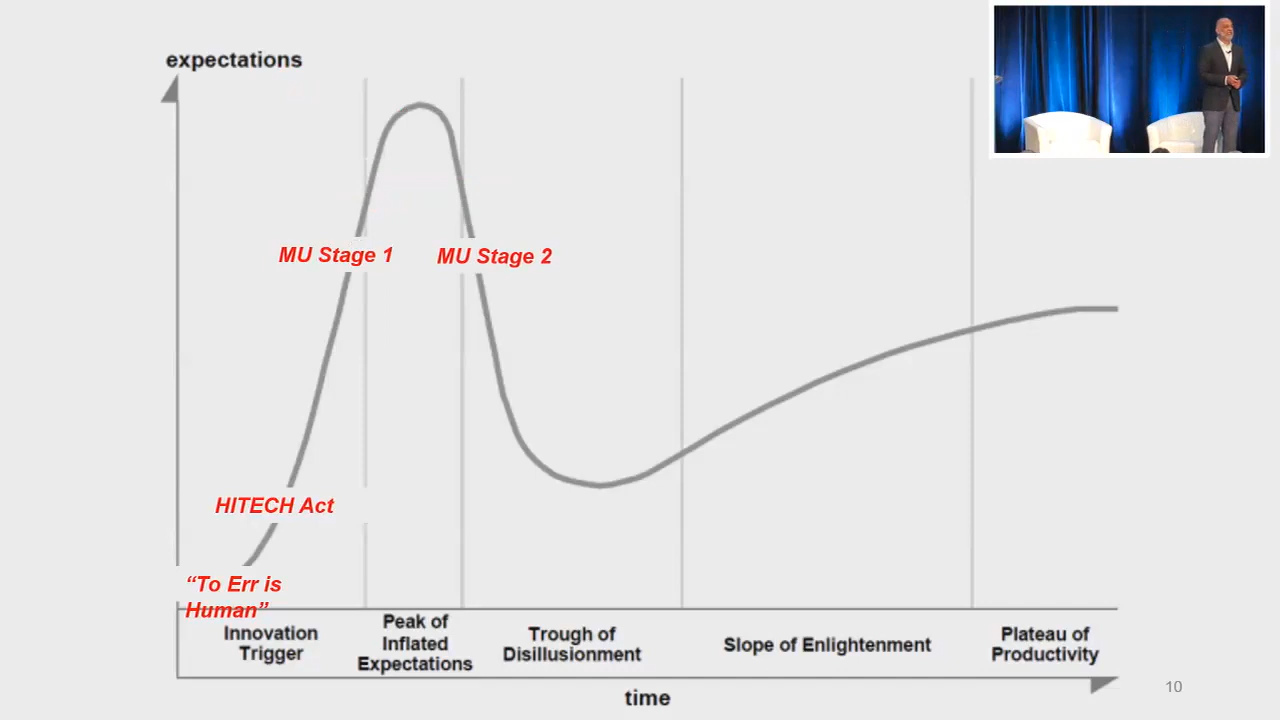 expectations
MU Stage 1
MU Stage 2
HITECH Act
“To Err is
Human”
Innovation
Trigger
Peak of
Inflated
Expectations
Trough of
Disillusionment
Slope of Enlightenment
Plateau of
Productivity
time
10